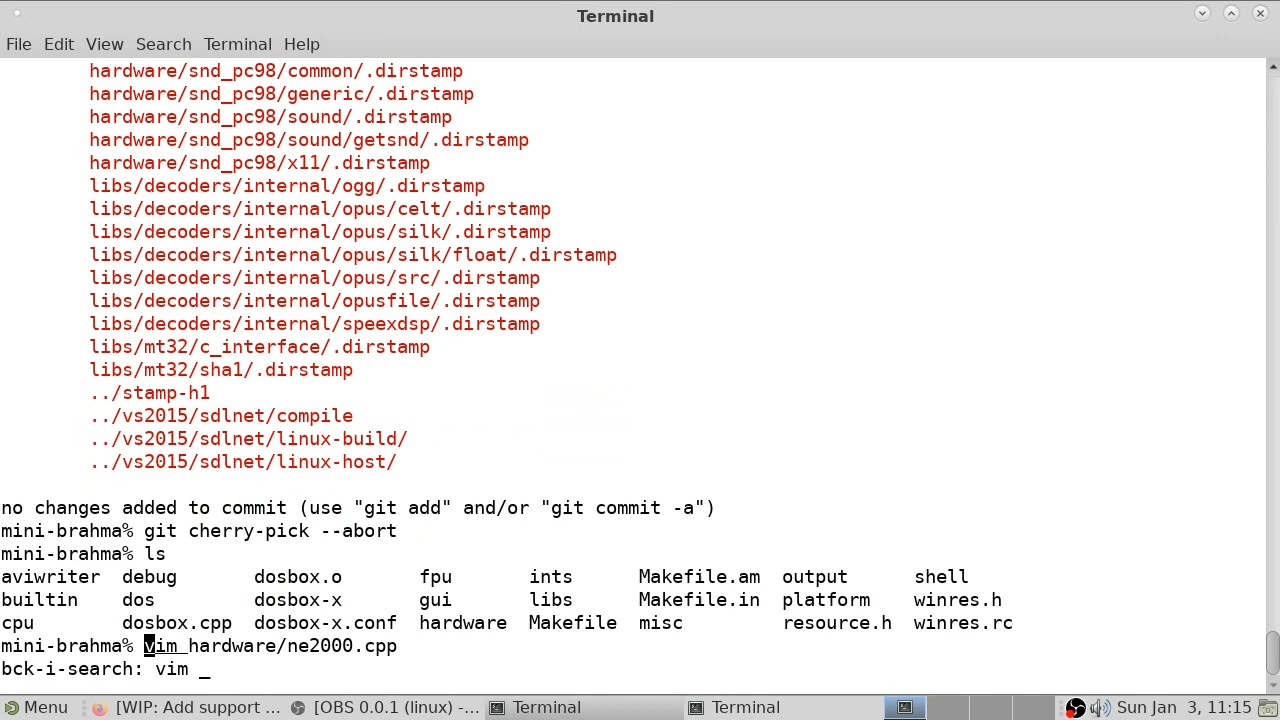 Terminal
File Edit View Search Terminal Help
hardware/snd_pc98/common/.dirstamp
hardware/snd_pc98/generic/.dirstamp
hardware/snd_pc98/sound/.dirstamp
hardware/snd_pc98/sound/getsnd/.dirstamp
hardware/snd_pc98/x11/.dirstamp
libs/decoders/internal/ogg/.dirstamp
libs/decoders/internal/opus/celt/.dirstamp
libs/decoders/internal/opus/silk/.dirstamp
libs/decoders/internal/opus/silk/float/.dirstamp
libs/decoders/internal/opus/src/.dirstamp
libs/decoders/internal/opusfile/.dirstamp
libs/decoders/internal/speexdsp/.dirstamp
libs/mt32/c_interface/.dirstamp
libs/mt32/sha1/.dirstamp
../stamp-h1
../vs2015/sdlnet/compile
../vs2015/sdlnet/linux-build/
../vs2015/sdlnet/linux-host/
no changes added to commit (use "git add" and/or "git commit -a")
mini-brahma% git cherry-pick --abort
mini-brahma% ls
aviwriter debug dosbox.o fpu ints Makefile.am output shell
builtin dos dosbox-x gui libs Makefile.in platform winres.h
cpu dosbox.cpp dosbox-x.conf hardware Makefile misc resource.h winres.rc
mini-brahma% vim hardware/ne2000.cpp
bck-i-search: vim _
Menu [WIP: Add support ... [OBS 0.0.1 (linux) -... Terminal Terminal Sun Jan 3, 11:15